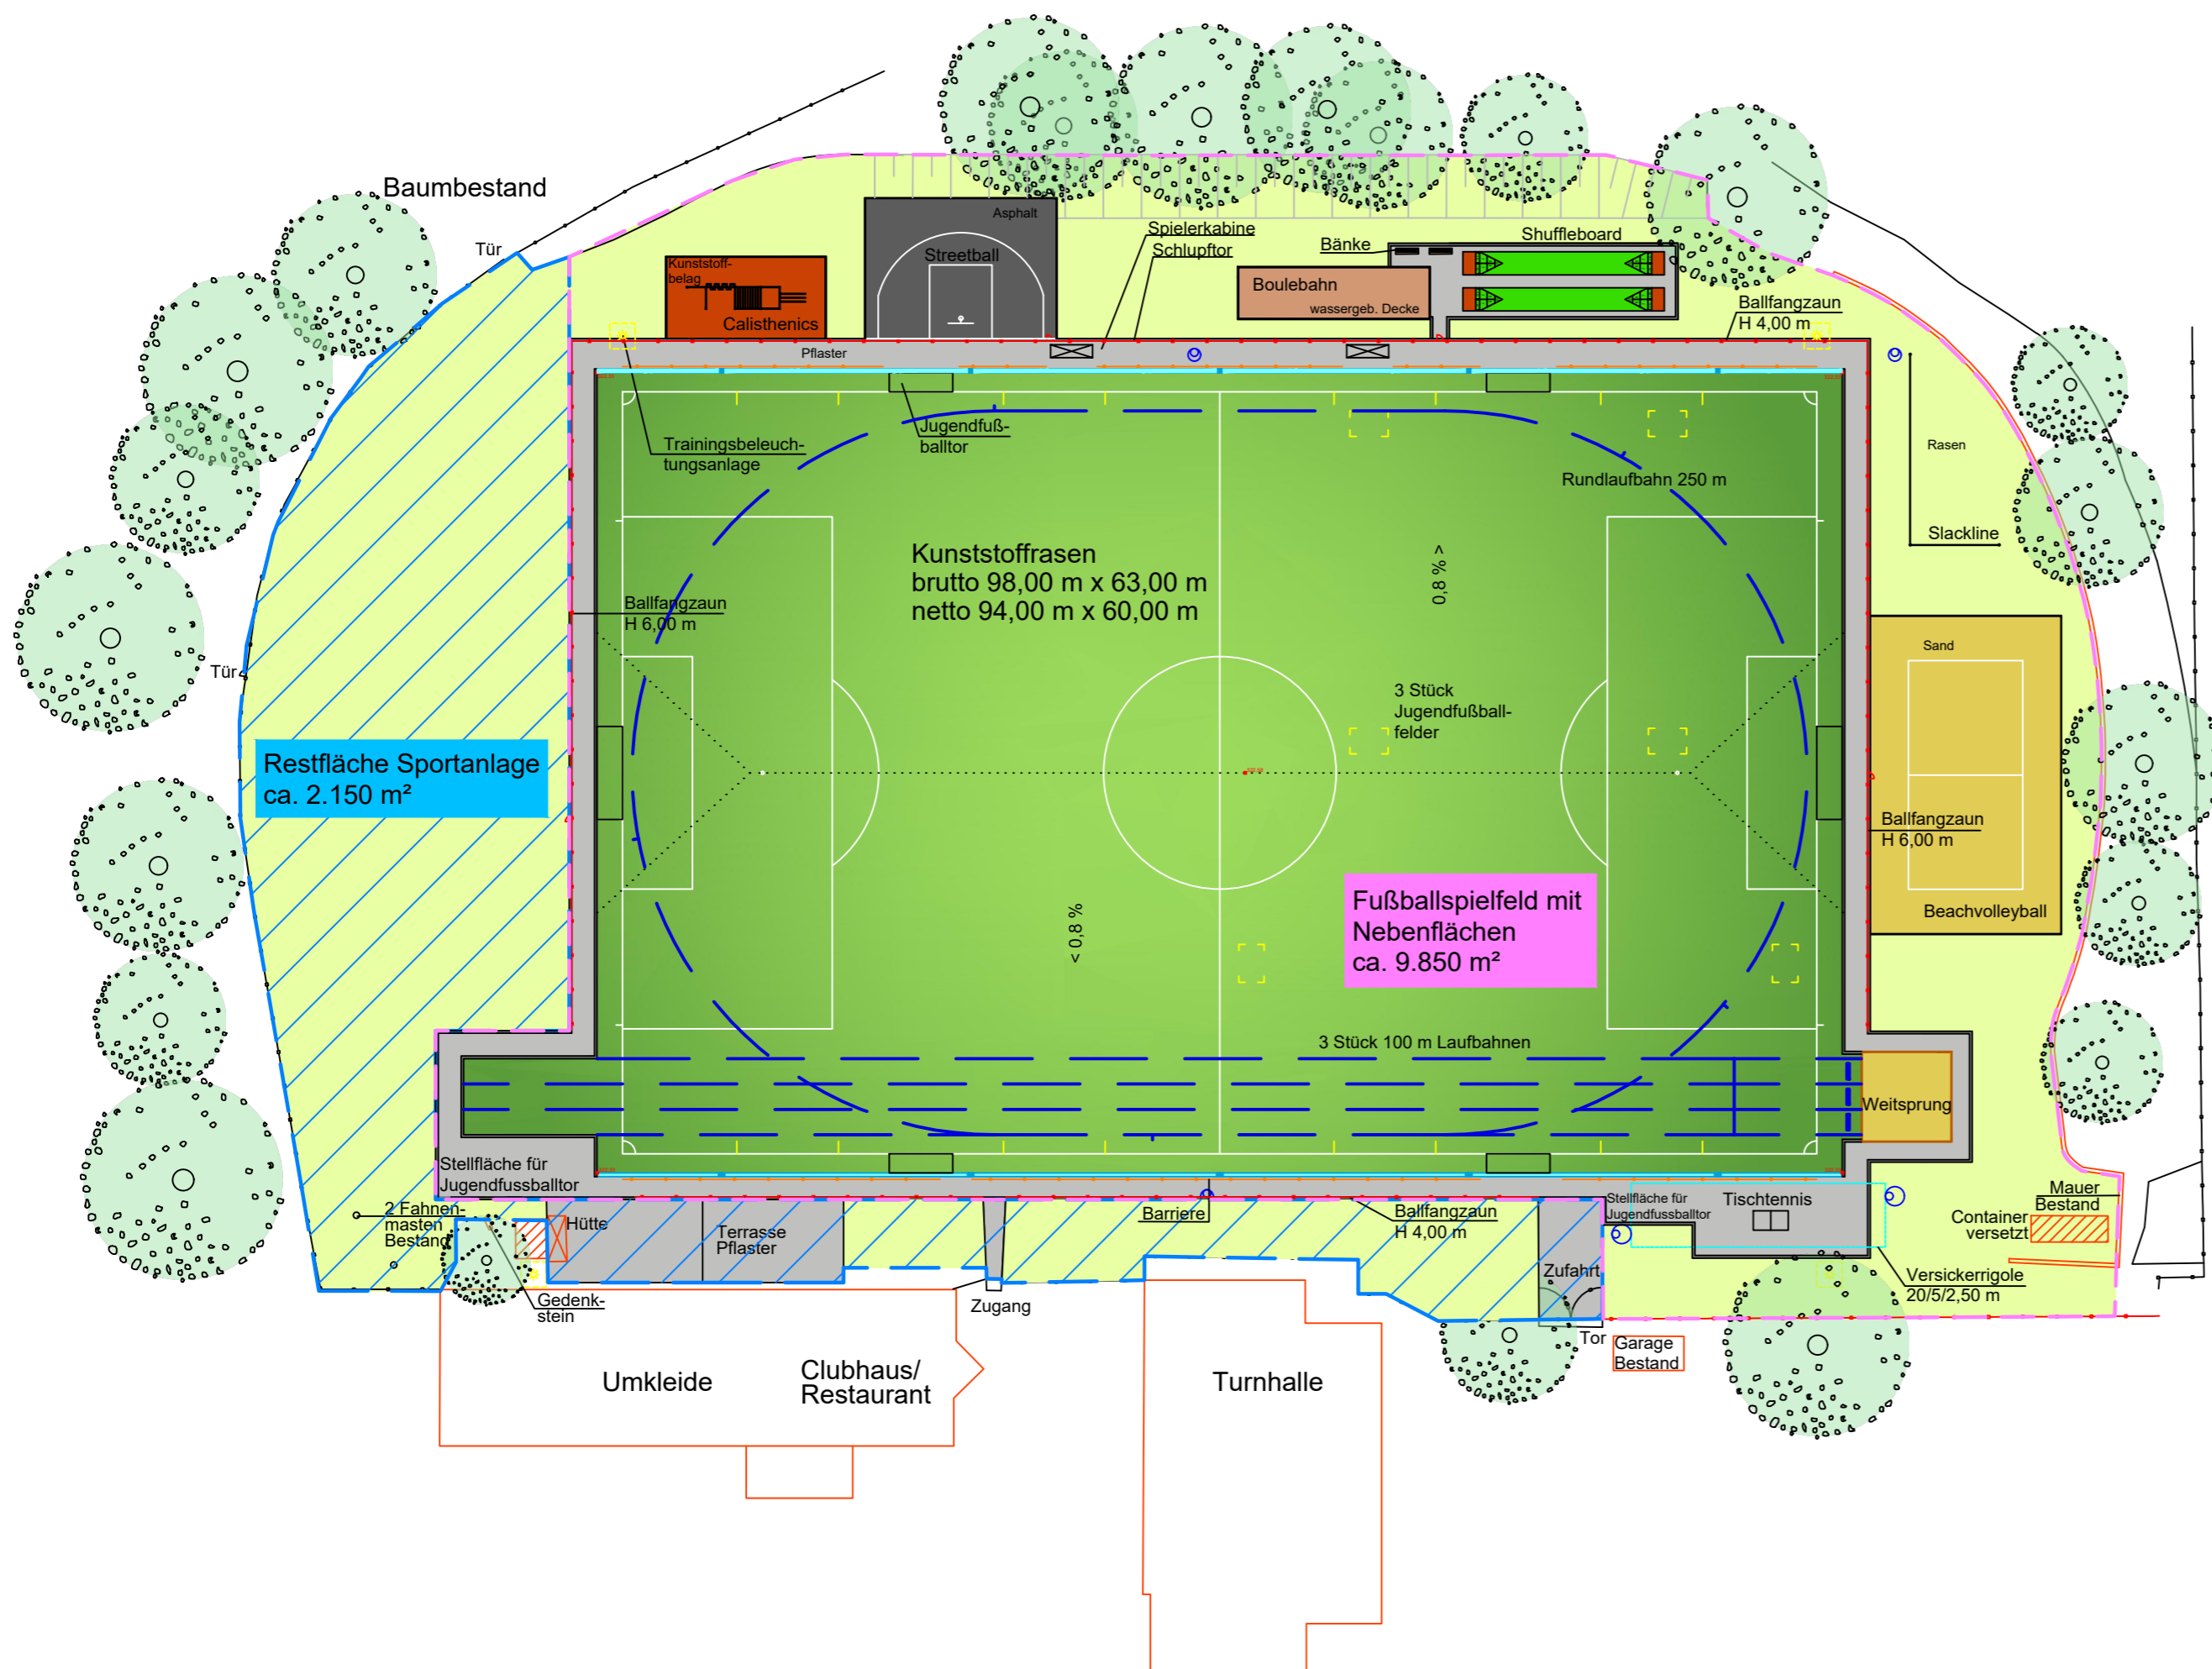 Baumbestand
Tür
Asphalt
Streetball
Kunststoff-
belag
Calisthenics
Spielerkabine
Schlupftor
Bänke
Shuffleboard
Boulebahn
wassergeb. Decke
Ballfangzaun
H 4,00 m
Pflaster
Trainingsbeleuch-
tungsanlage
Jugendfuß-
balltor
Rundlaufbahn 250 m
Rasen
Slackline
Kunststoffrasen
brutto 98,00 m x 63,00 m
netto 94,00 m x 60,00 m
0,8 % >
Ballfangzaun
H 6,00 m
Tür
Sand
3 Stück
Jugendfußball-
felder
Restfläche Sportanlage
ca. 2.150 m²
Ballfangzaun
H 6,00 m
Fußballspielfeld mit
Nebenflächen
ca. 9.850 m²
Beachvolleyball
< 0,8 %
3 Stück 100 m Laufbahnen
Weitsprung
Stellfläche für
Jugendfussballtor
2 Fahnen-
masten
Bestand
Hütte
Terrasse
Pflaster
Barriere
Ballfangzaun
H 4,00 m
Stellfläche für
Jugendfussballtor
Tischtennis
Mauer
Bestand
Container
versetzt
Zufahrt
Versickerrigole
20/5/2,50 m
Gedenk-
stein
Zugang
Tor
Garage
Bestand
Umkleide
Clubhaus/
Restaurant
Turnhalle